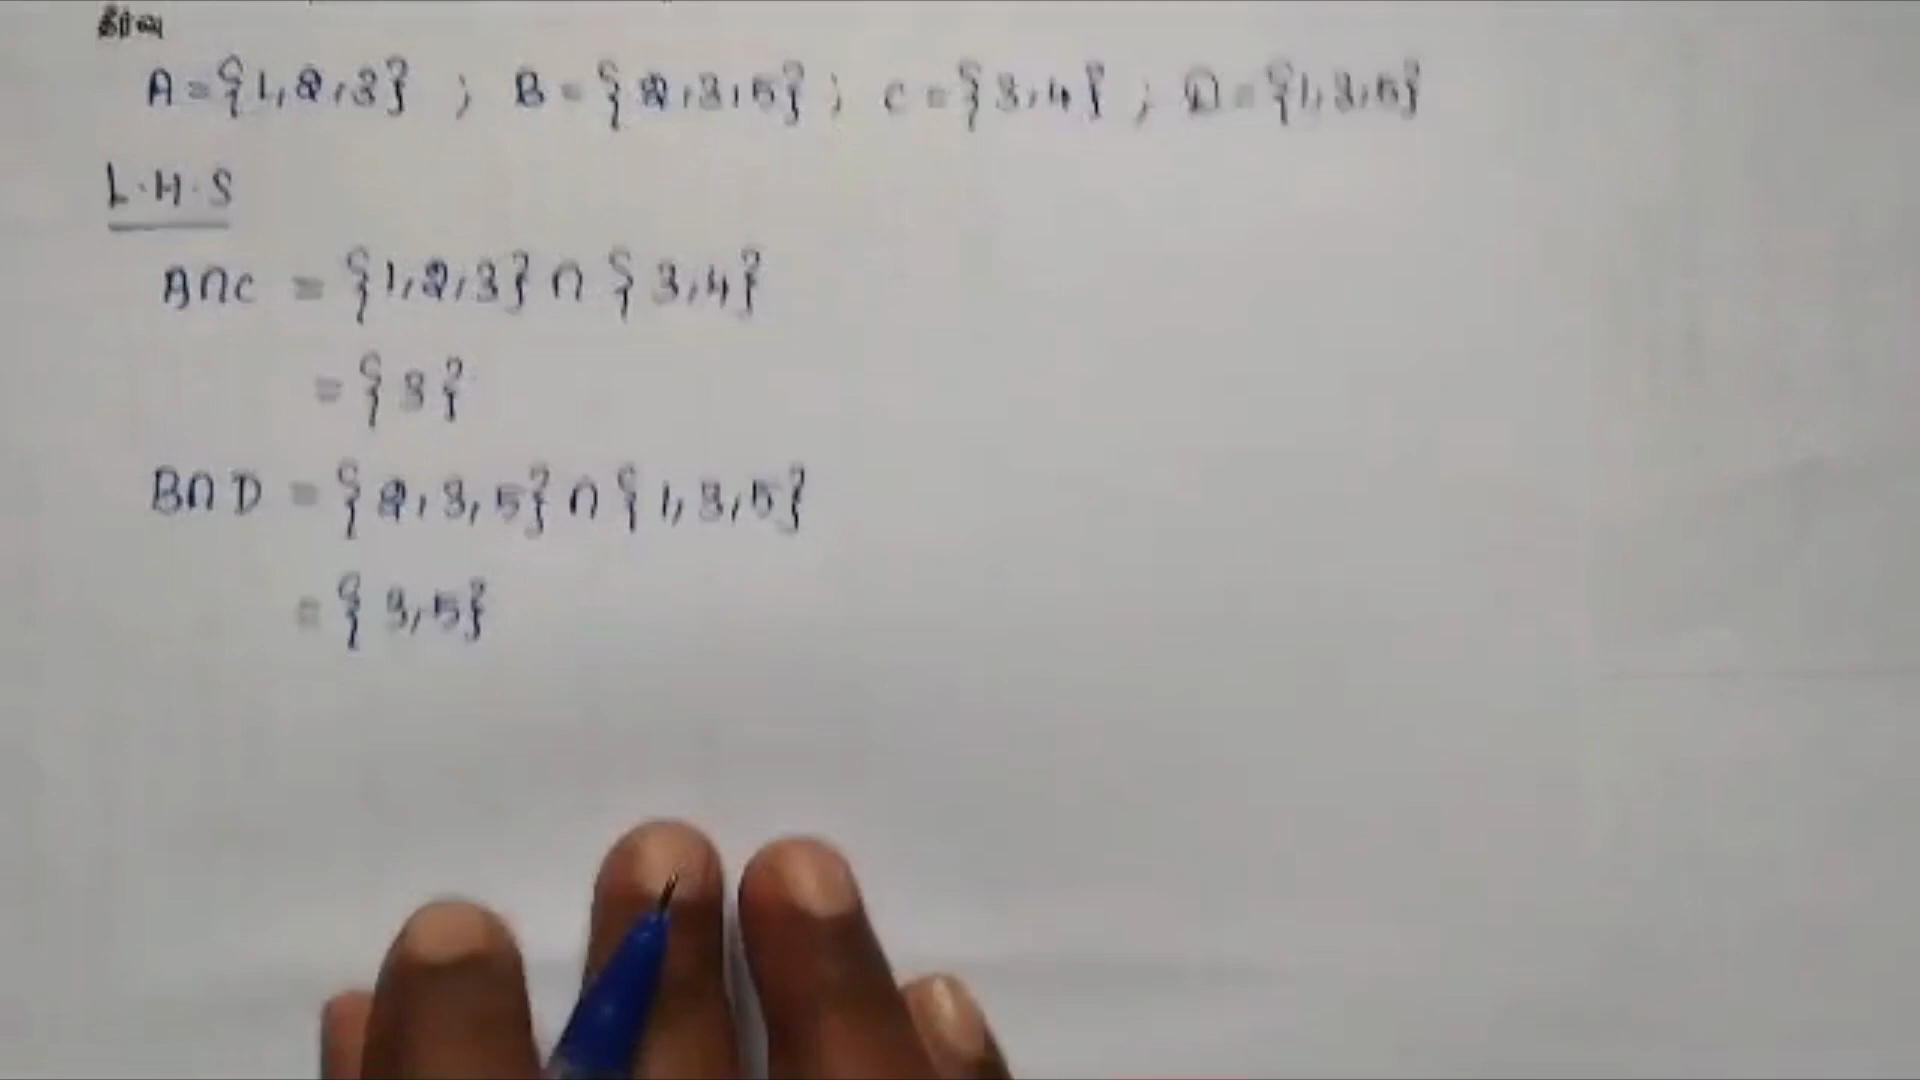 தீர்வு
A = {1, 2, 3} ; B = {2, 3, 5} ; C = {3, 4} ; D = {1, 3, 5}
L.H.S
A∩C = {1, 2, 3} ∩ {3, 4}
= {3}
B∩D = {2, 3, 5} ∩ {1, 3, 5}
= {3, 5}